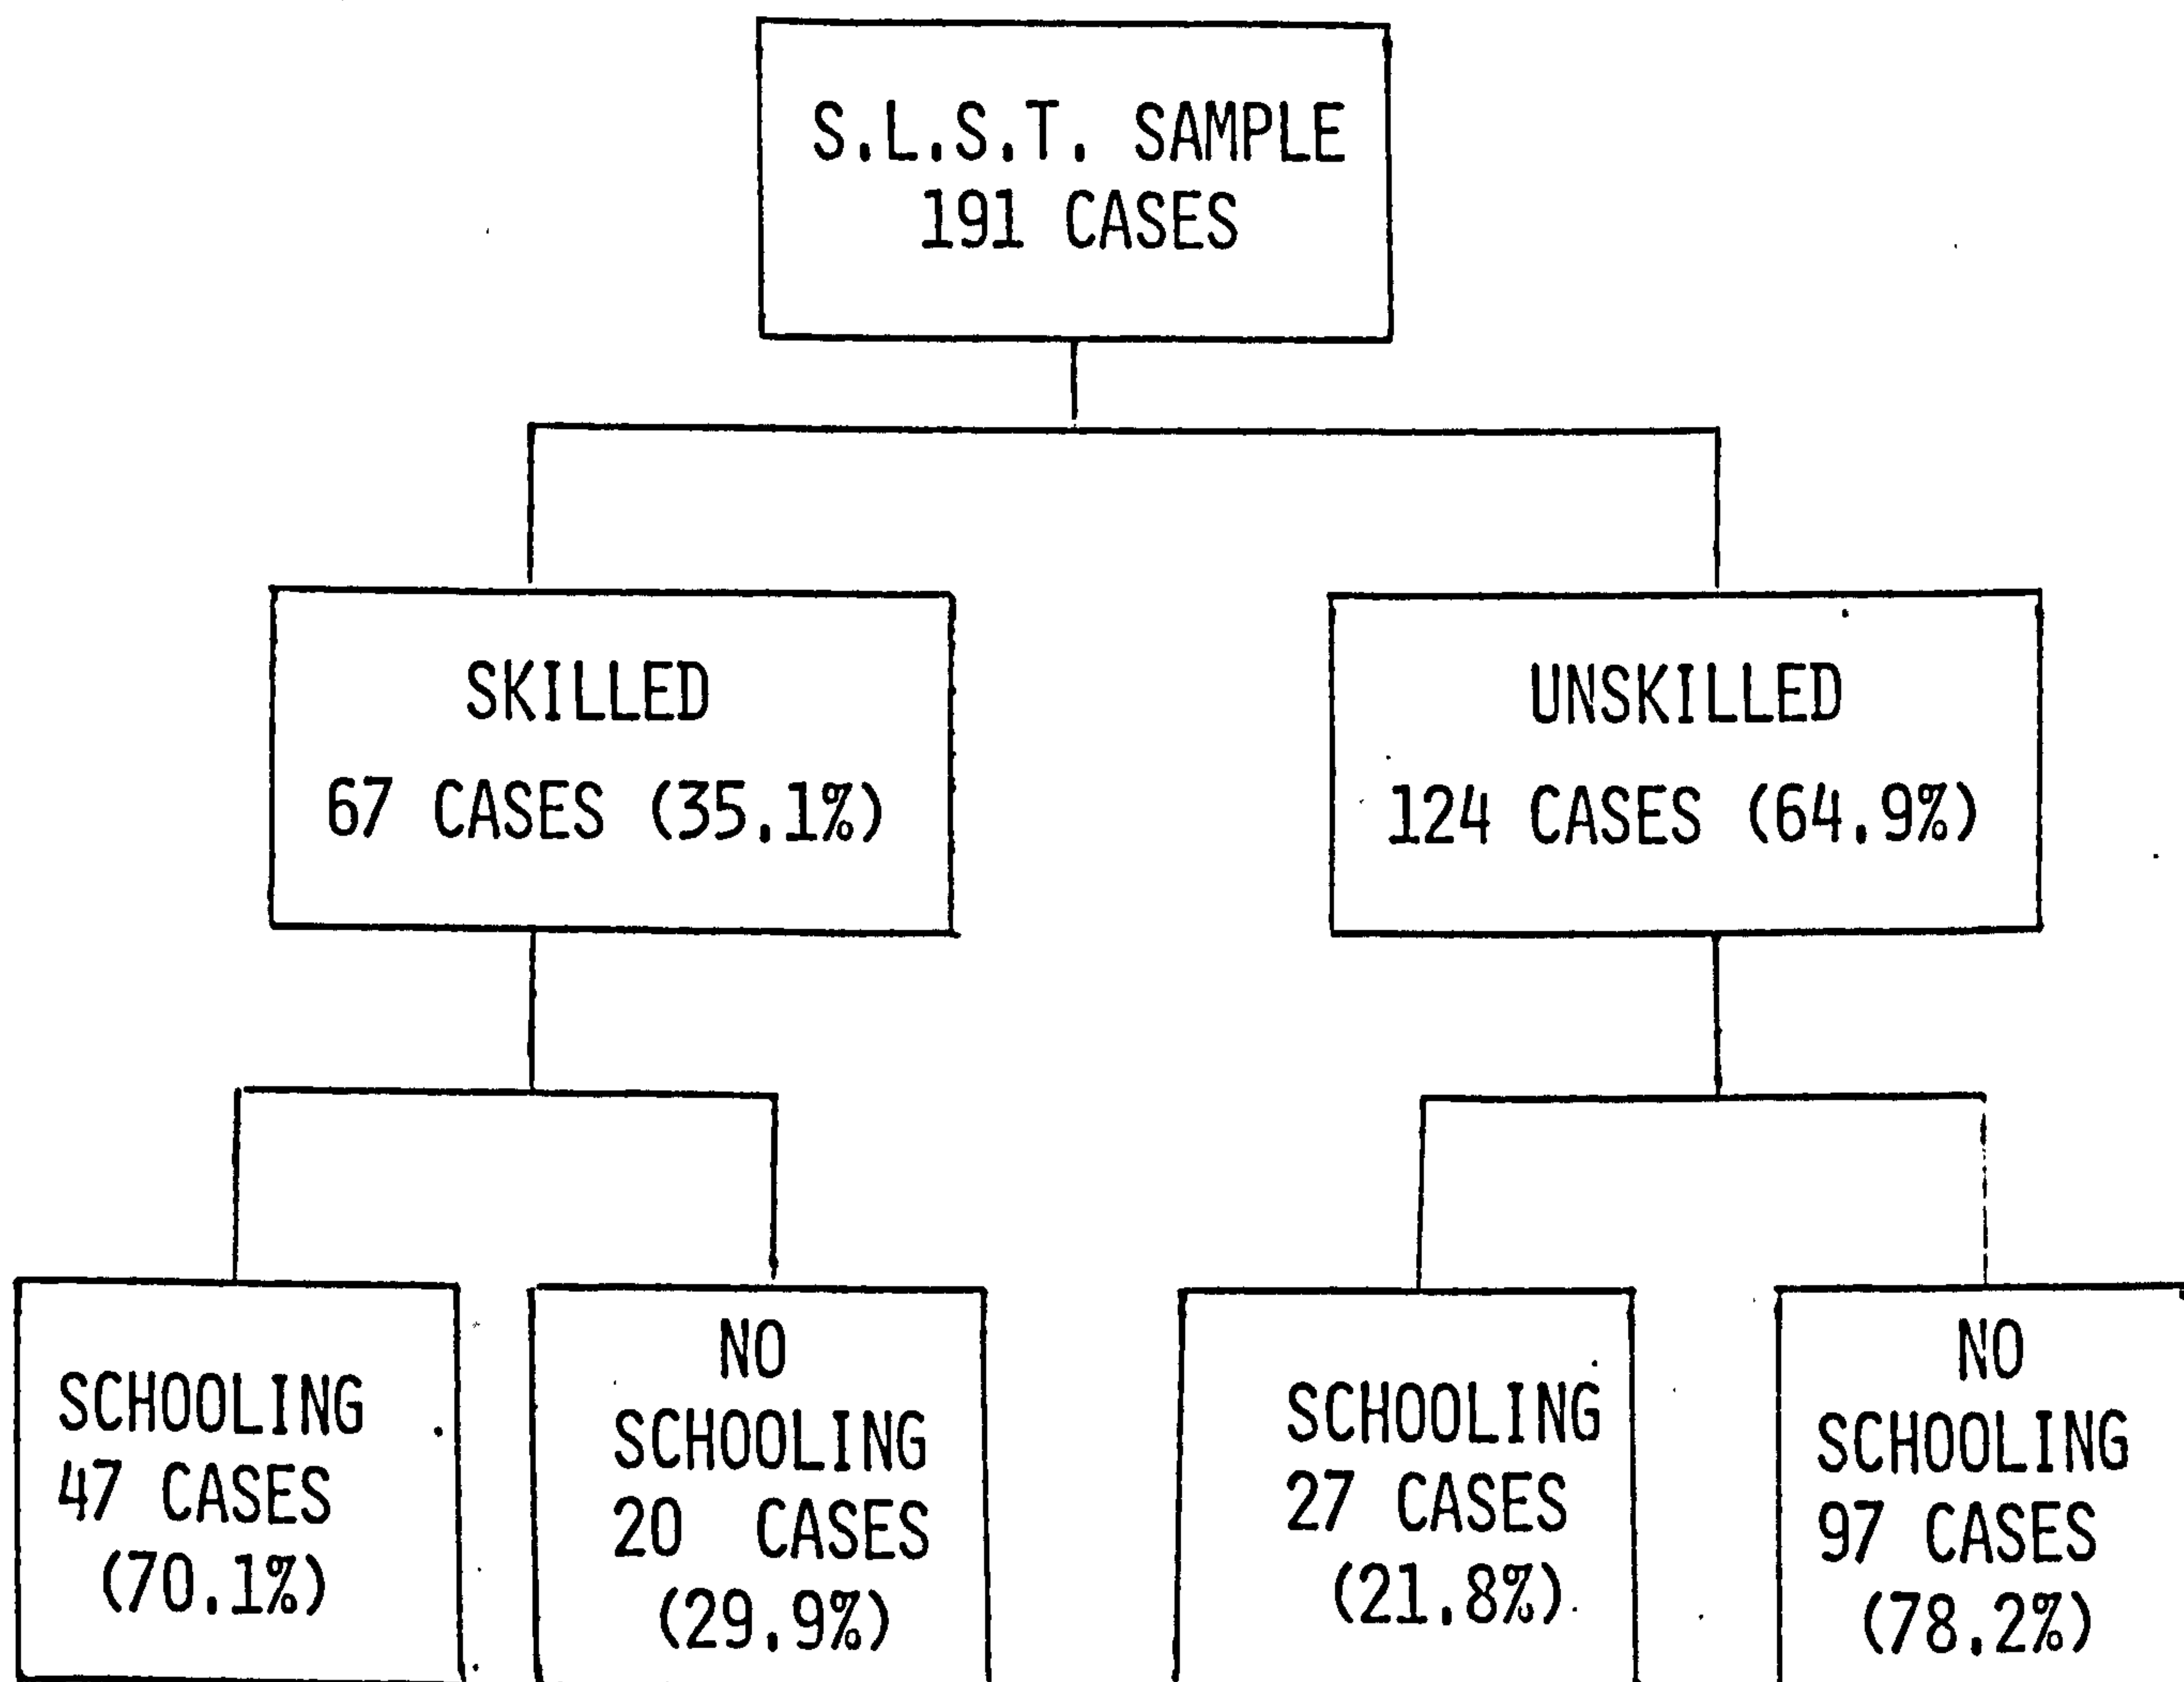 S.L.S.T. SAMPLE
191 CASES
SKILLED
67 CASES (35.1%)
UNSKILLED
124 CASES (64.9%)
SCHOOLING
47 CASES
(70.1%)
NO
SCHOOLING
20 CASES
(29.9%)
SCHOOLING
27 CASES
(21.8%)
NO
SCHOOLING
97 CASES
(78.2%)